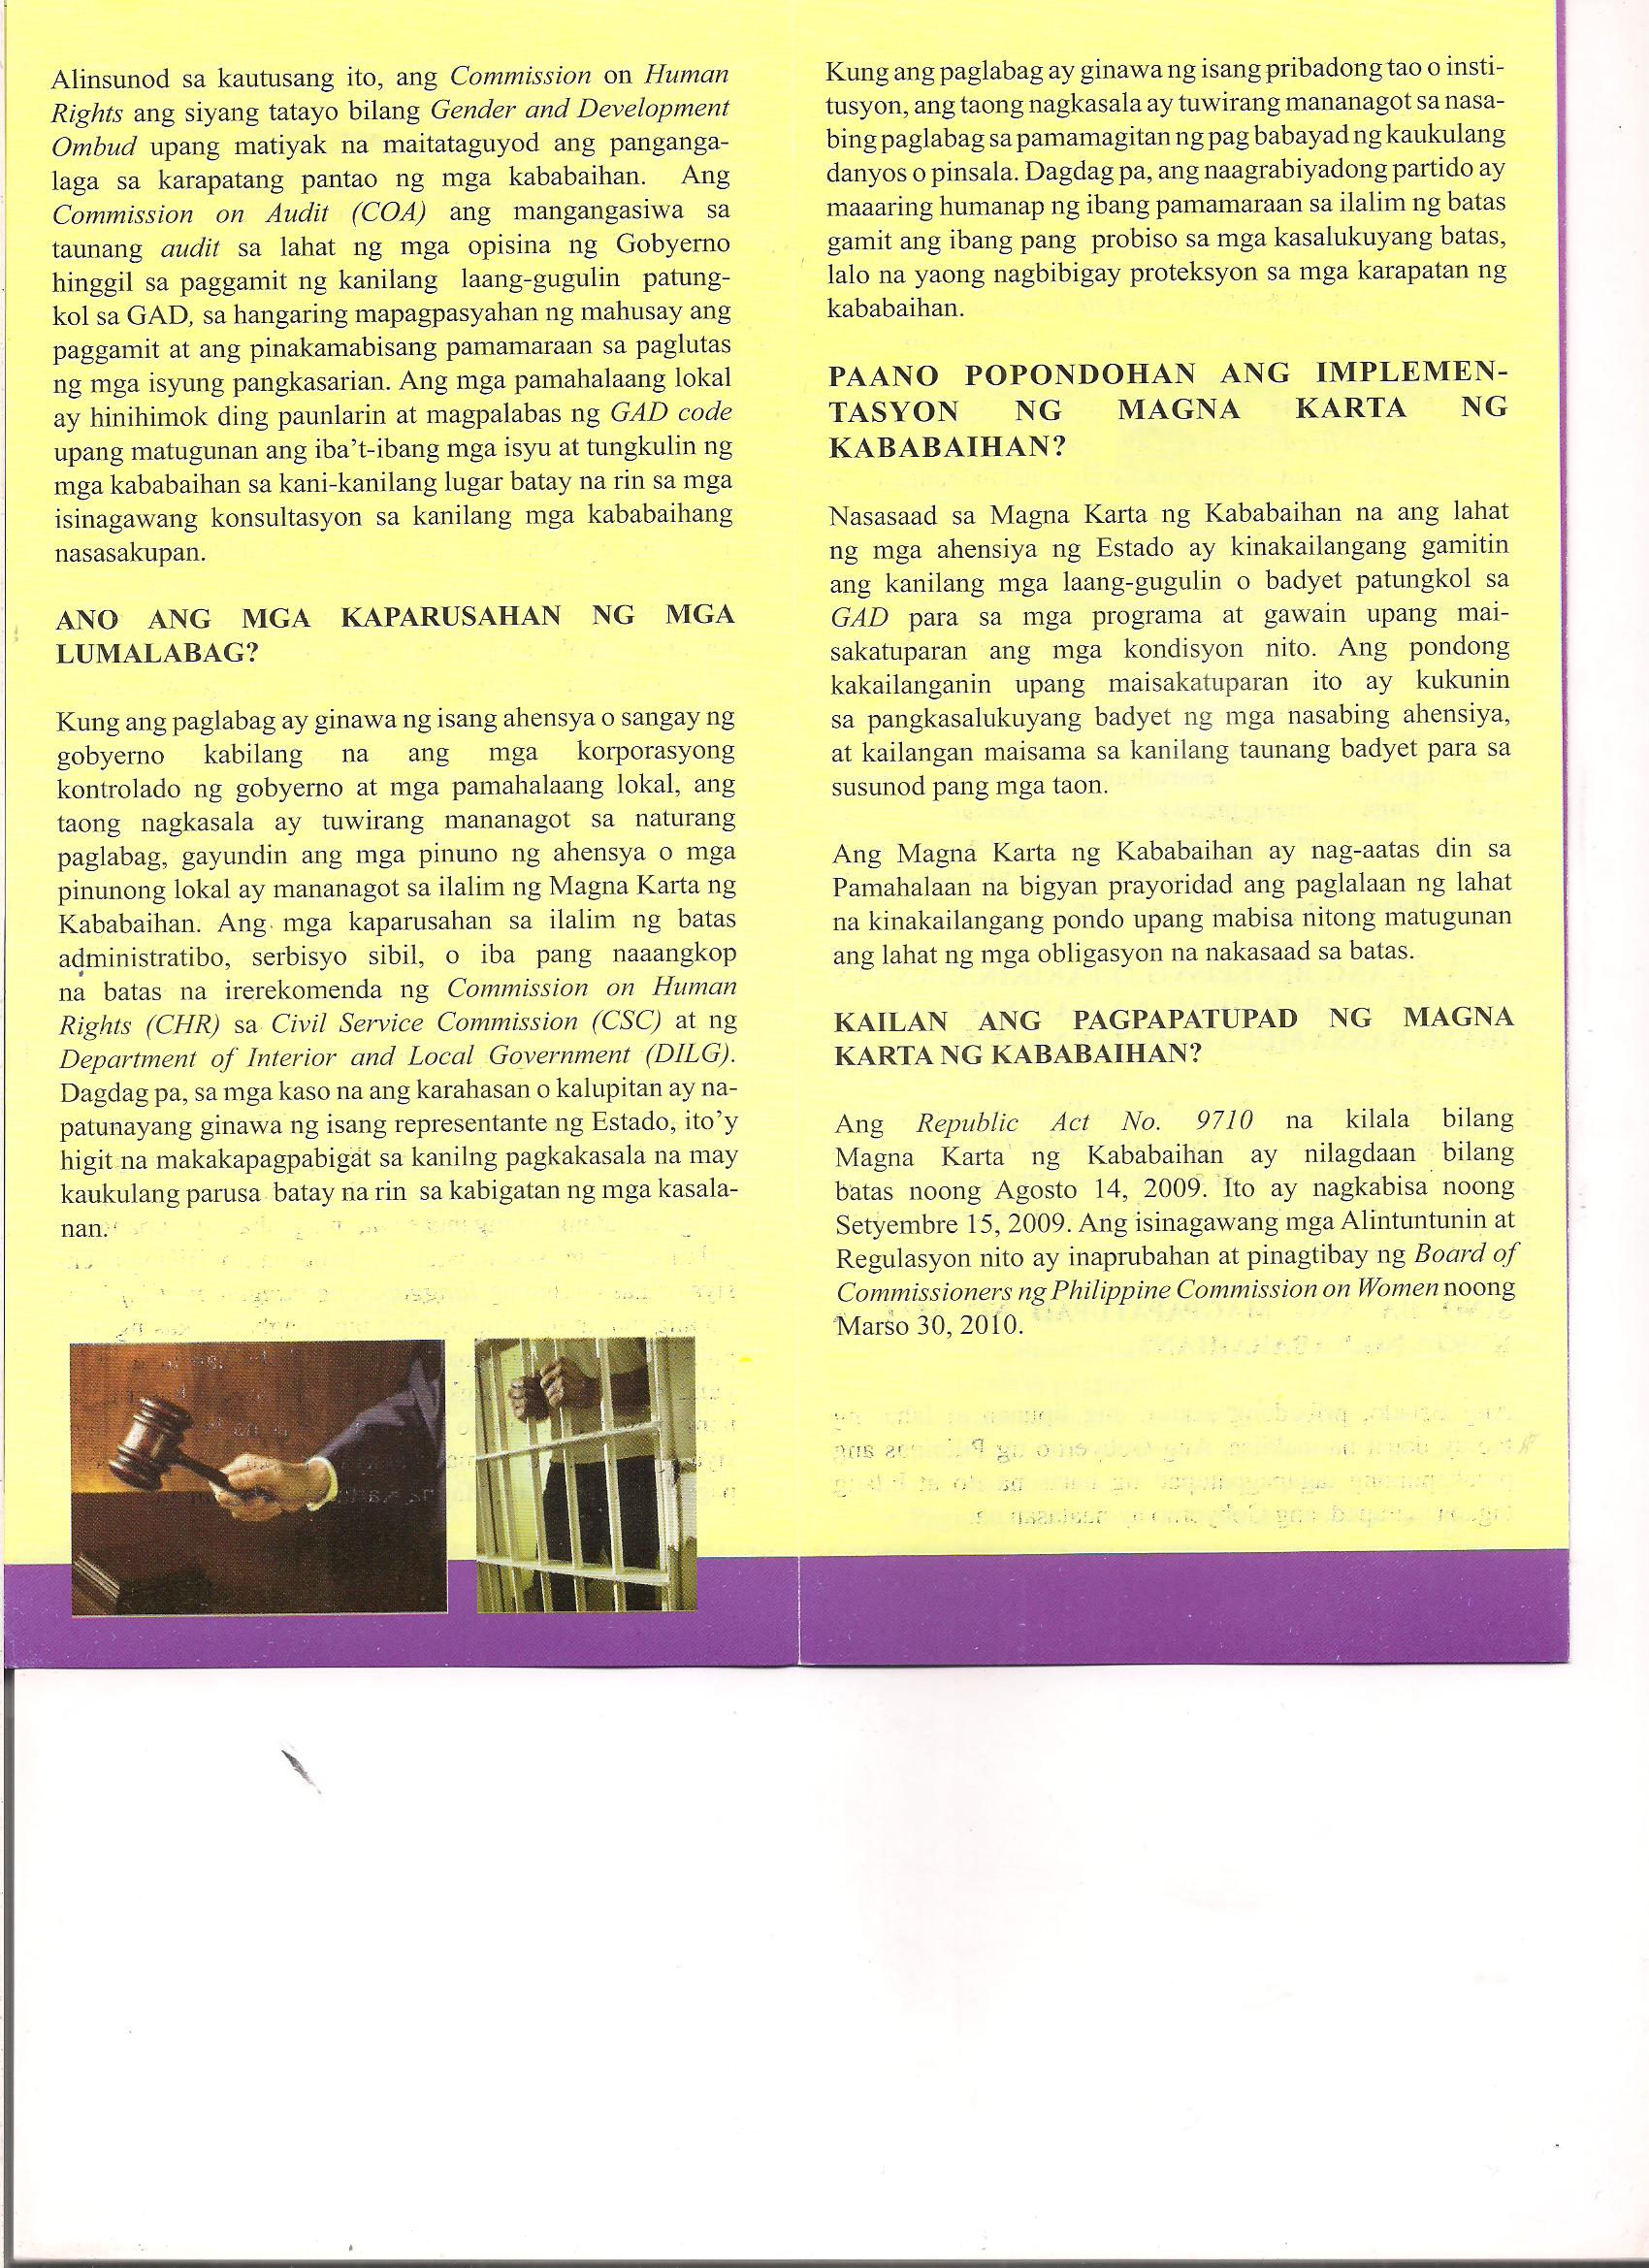 Alinsunod sa kautusang ito, ang Commission on Human
Rights ang siyang tatayo bilang Gender and Development
Ombud upang matiyak na maitataguyod ang panganga-
laga sa karapatang pantao ng mga kababaihan. Ang
Commission on Audit (COA) ang mangangasiwa sa
taunang audit sa lahat ng mga opisina ng Gobyerno
hinggil sa paggamit ng kanilang laang-gugulin patung-
kol sa GAD, sa hangaring mapagpasyahan ng mahusay ang
paggamit at ang pinakamabisang pamamaraan sa paglutas
ng mga isyung pangkasarian. Ang mga pamahalaang lokal
ay hinihimok ding paunlarin at magpalabas ng GAD code
upang matugunan ang iba't-ibang mga isyu at tungkulin ng
mga kababaihan sa kani-kanilang lugar batay na rin sa mga
isinagawang konsultasyon sa kanilang mga kababaihang
nasasakupan.
ANO ANG MGA KAPARUSAHAN NG MGA
LUMALABAG?
Kung ang paglabag ay ginawa ng isang ahensya o sangay ng
gobyerno kabilang na ang mga korporasyong
kontrolado ng gobyerno at mga pamahalaang lokal, ang
taong nagkasala ay tuwirang mananagot sa naturang
paglabag, gayundin ang mga pinuno ng ahensya o mga
pinunong lokal ay mananagot sa ilalim ng Magna Karta ng
Kababaihan. Ang mga kaparusahan sa ilalim ng batas
administratibo, serbisyo sibil, o iba pang naaangkop
na batas na irerekomenda ng Commission on Human
Rights (CHR) sa Civil Service Commission (CSC) at ng
Department of Interior and Local Government (DILG).
Dagdag pa, sa mga kaso na ang karahasan o kalupitan ay na-
patunayang ginawa ng isang representante ng Estado, ito'y
higit na makakapagpabigat sa kanilng pagkakasala na may
kaukulang parusa batay na rin sa kabigatan ng mga kasala-
nan.
Kung ang paglabag ay ginawa ng isang pribadong tao o insti-
tusyon, ang taong nagkasala ay tuwirang mananagot sa nasa-
bing paglabag sa pamamagitan ng pag babayad ng kaukulang
danyos o pinsala. Dagdag pa, ang naagrabiyadong partido ay
maaaring humanap ng ibang pamamaraan sa ilalim ng batas
gamit ang ibang pang probiso sa mga kasalukuyang batas,
lalo na yaong nagbibigay proteksyon sa mga karapatan ng
kababaihan.
PAANO POPONDOHAN ANG IMPLEMEN-
TASYON NG MAGNA KARTA NG
KABABAIHAN?
Nasasaad sa Magna Karta ng Kababaihan na ang lahat
ng mga ahensiya ng Estado ay kinakailangang gamitin
ang kanilang mga laang-gugulin o badyet patungkol sa
GAD para sa mga programa at gawain upang mai-
sakatuparan ang mga kondisyon nito. Ang pondong
kakailanganin upang maisakatuparan ito ay kukunin
sa pangkasalukuyang badyet ng mga nasabing ahensiya,
at kailangan maisama sa kanilang taunang badyet para sa
susunod pang mga taon.
Ang Magna Karta ng Kababaihan ay nag-aatas din sa
Pamahalaan na bigyan prayoridad ang paglalaan ng lahat
na kinakailangang pondo upang mabisa nitong matugunan
ang lahat ng mga obligasyon na nakasaad sa batas.
KAILAN ANG PAGPAPATUPAD NG MAGNA
KARTA NG KABABAIHAN?
Ang Republic Act No. 9710 na kilala bilang
Magna Karta ng Kababaihan ay nilagdaan bilang
batas noong Agosto 14, 2009. Ito ay nagkabisa noong
Setyembre 15, 2009. Ang isinagawang mga Alintuntunin at
Regulasyon nito ay inaprubahan at pinagtibay ng Board of
Commissioners ng Philippine Commission on Women noong
Marso 30, 2010.